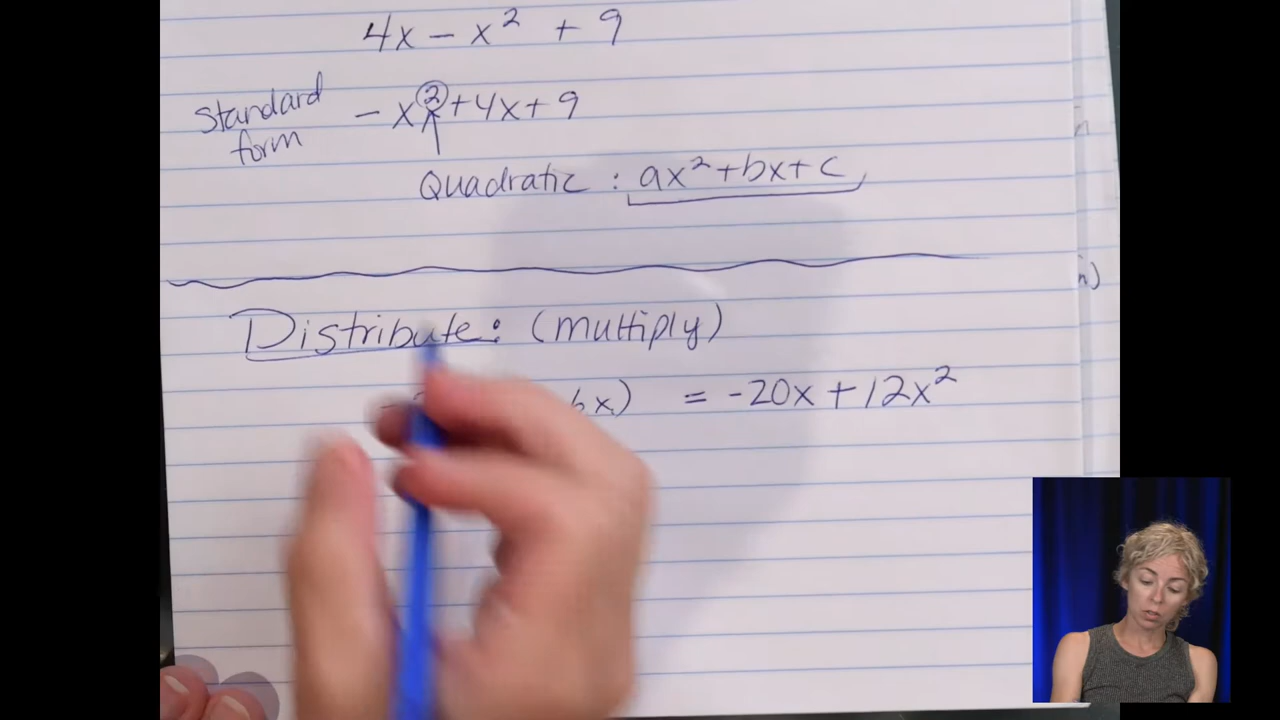 4x - x² + 9
Standard form
- x² + 4x + 9
Quadratic : ax² + bx + c
Distribute: (multiply)
x) = -20x + 12x²
n)